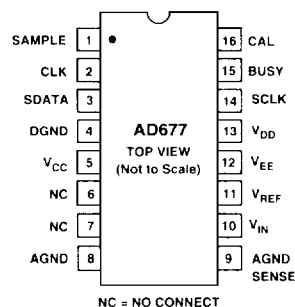 SAMPLE 1 16 CAL
CLK 2 15 BUSY
SDATA 3 14 SCLK
DGND 4 AD677 13 VDD
TOP VIEW
VCC 5 (Not to Scale) 12 VEE
NC 6 11 VREF
NC 7 10 VIN
AGND 8 9 AGND
SENSE
NC = NO CONNECT